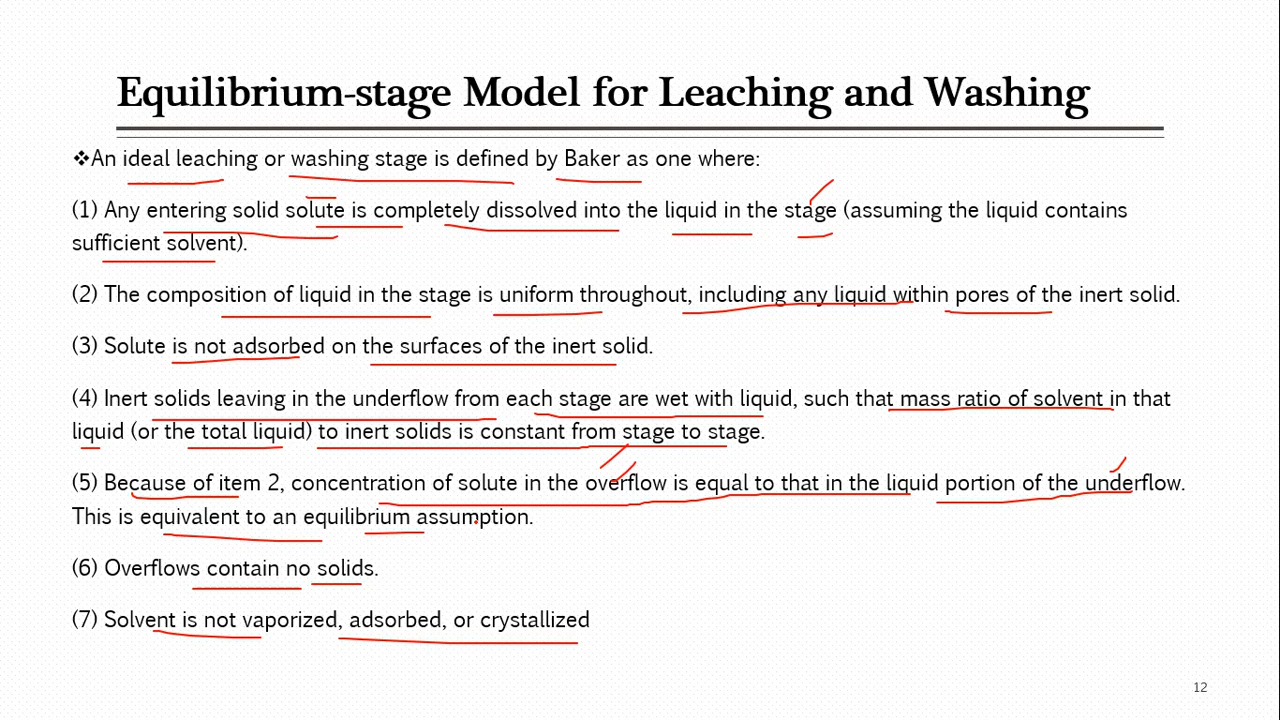 Equilibrium-stage Model for Leaching and Washing
❖An ideal leaching or washing stage is defined by Baker as one where:
(1) Any entering solid solute is completely dissolved into the liquid in the stage (assuming the liquid contains
sufficient solvent).
(2) The composition of liquid in the stage is uniform throughout, including any liquid within pores of the inert solid.
(3) Solute is not adsorbed on the surfaces of the inert solid.
(4) Inert solids leaving in the underflow from each stage are wet with liquid, such that mass ratio of solvent in that
liquid (or the total liquid) to inert solids is constant from stage to stage.
(5) Because of item 2, concentration of solute in the overflow is equal to that in the liquid portion of the underflow.
This is equivalent to an equilibrium assumption.
(6) Overflows contain no solids.
(7) Solvent is not vaporized, adsorbed, or crystallized
12